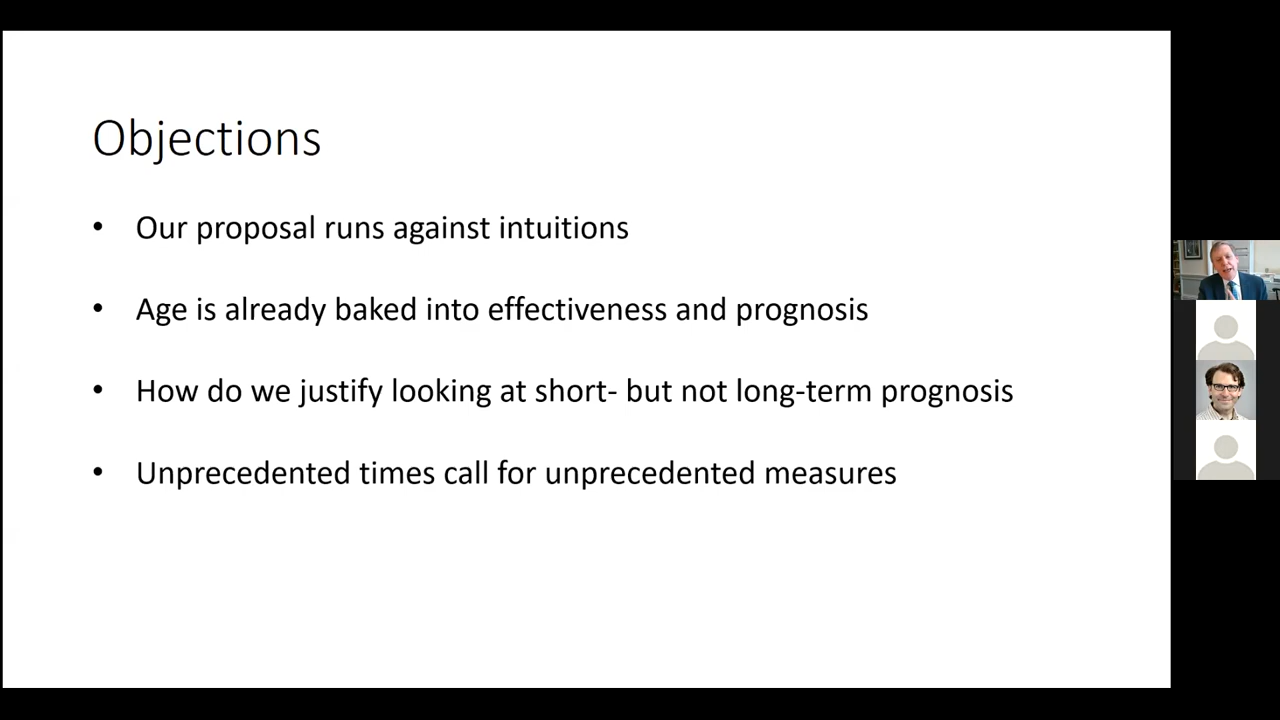 Objections
• Our proposal runs against intuitions
• Age is already baked into effectiveness and prognosis
• How do we justify looking at short- but not long-term prognosis
• Unprecedented times call for unprecedented measures